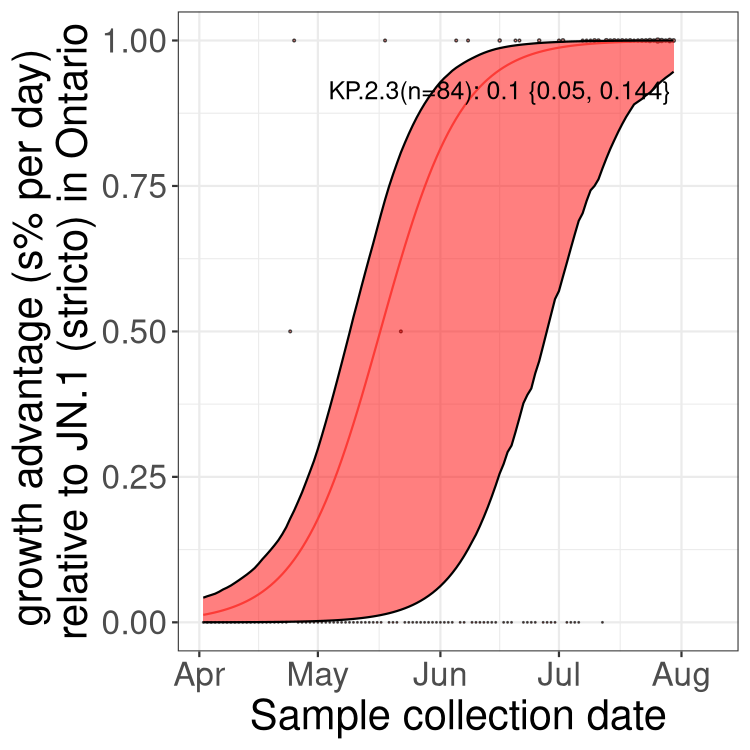 growth advantage (s% per day)
relative to JN.1 (stricto) in Ontario
1.00
0.75
0.50
0.25
0.00
KP.2.3(n=84): 0.1 {0.05, 0.144}
Apr May Jun Jul Aug
Sample collection date